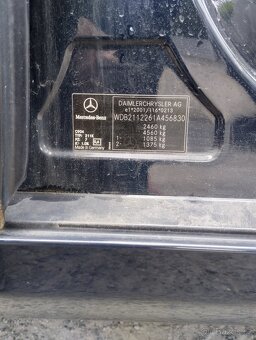 Mercedes-Benz
DAIMLERCHRYSLER AG
e1*2001/116*0213
WDB2112261A456830
2460 kg
4560 kg
1- 1085 kg
2- 1375 kg
Made in Germany